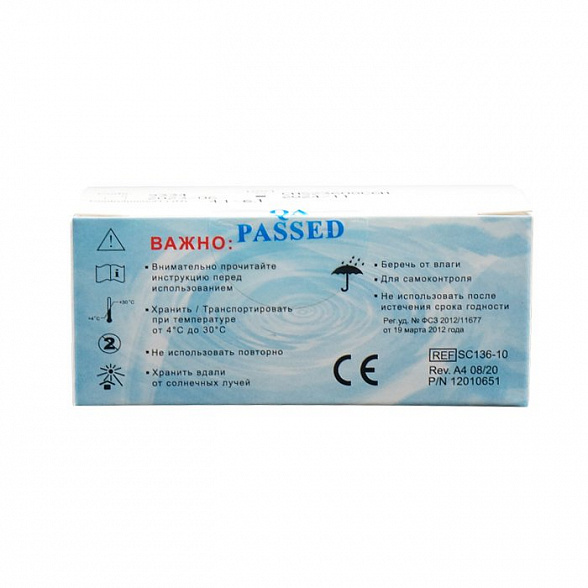 QA
PASSED
ВАЖНО:
• Внимательно прочитайте
инструкцию перед
использованием
+30°C
+4°C
• Хранить / Транспортировать
при температуре
от 4°C до 30°C
2
• Не использовать повторно
• Хранить вдали
от солнечных лучей
• Беречь от влаги
• Для самоконтроля
• Не использовать после
истечения срока годности
Рег.уд. № ФСЗ 2012/11677
от 19 марта 2012 года
CE
REF SC136-10
Rev. A4 08/20
P/N 12010651